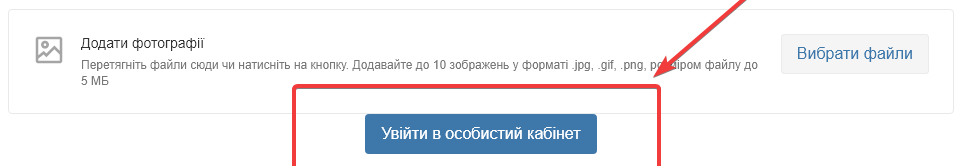 Додати фотографії
Перетягніть файли сюди чи натисніть на кнопку. Додавайте до 10 зображень у форматі .jpg, .gif, .png, розміром файлу до
5 МБ
Вибрати файли
Увійти в особистий кабінет